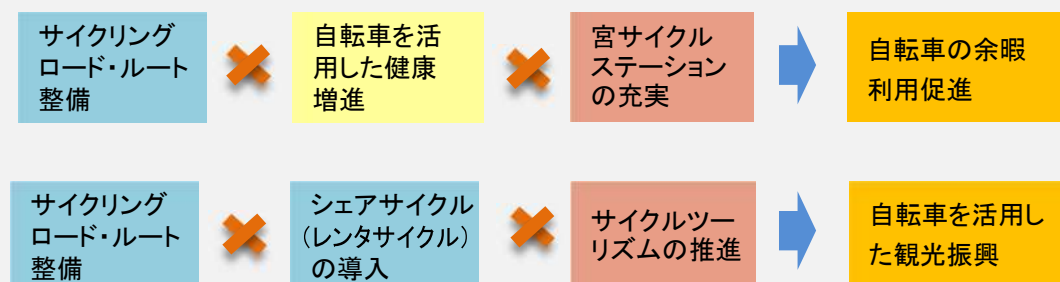 サイクリング
ロード・ルート
整備
自転車を活
用した健康
増進
宮サイクル
ステーション
の充実
自転車の余暇
利用促進
サイクリング
ロード・ルート
整備
シェアサイクル
(レンタサイクル)
の導入
サイクルツー
リズムの推進
自転車を活用し
た観光振興